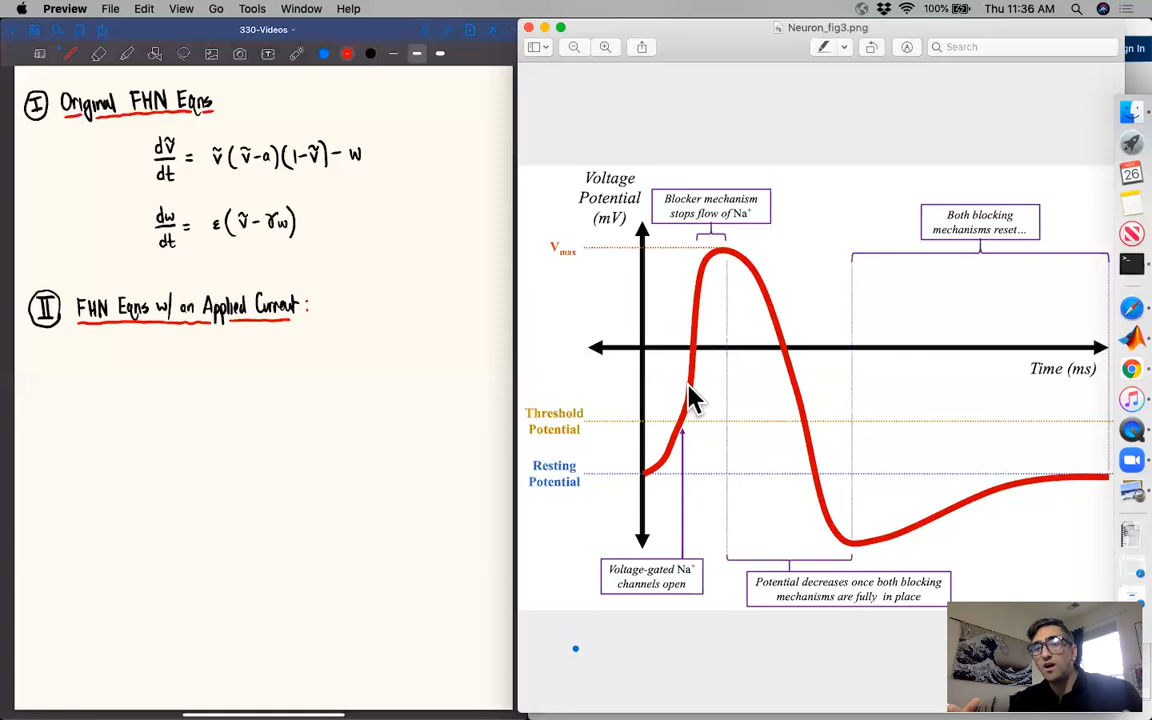 Preview File Edit View Go Tools Window Help
100% Thu 11:36 AM
330-Videos
Neuron_fig3.png
Search
Sign In
I Original FHN Eqns
dṽ/dt = ṽ(ṽ-a)(1-ṽ) - w
dw/dt = ε(ṽ-γw)
II FHN Eqns w/ an Applied Current:
Voltage
Potential
(mV)
Blocker mechanism
stops flow of Na⁺
Both blocking
mechanisms reset...
Vmax
Time (ms)
Threshold
Potential
Resting
Potential
Voltage-gated Na⁺
channels open
Potential decreases once both blocking
mechanisms are fully in place
26